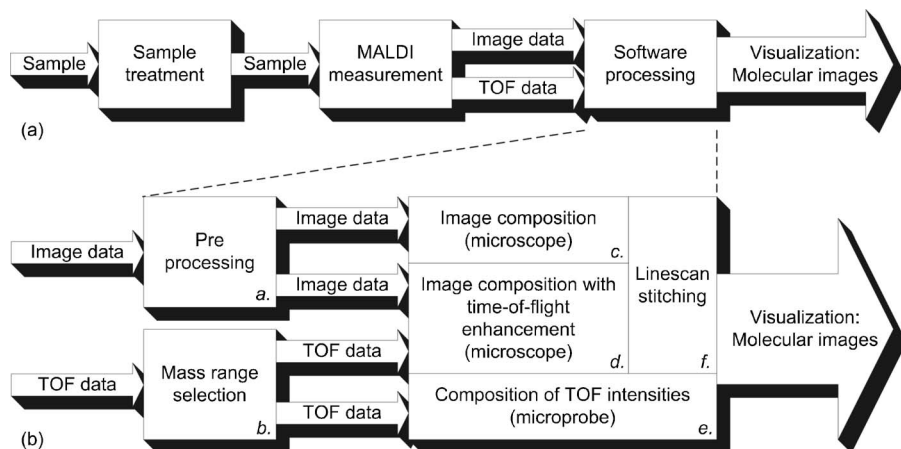 Sample
Sample
treatment
Sample
MALDI
measurement
Image data
TOF data
Software
processing
Visualization:
Molecular images
(a)
Image data
Pre
processing
a.
Image data
Image data
Image composition
(microscope)
c.
Image composition with
time-of-flight
enhancement
(microscope)
d.
Linescan
stitching
f.
Visualization:
Molecular images
TOF data
Mass range
selection
b.
TOF data
TOF data
Composition of TOF intensities
(microprobe)
e.
(b)